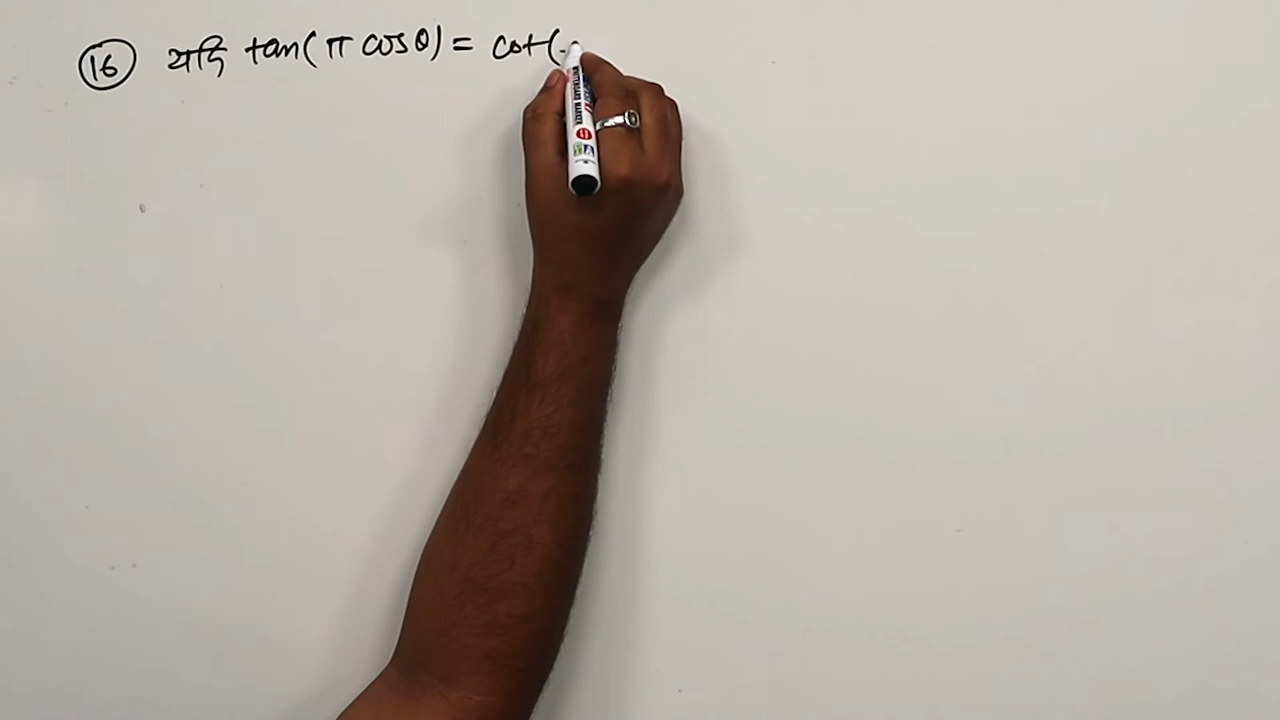 16 यदि tan(π cos θ) = cot(